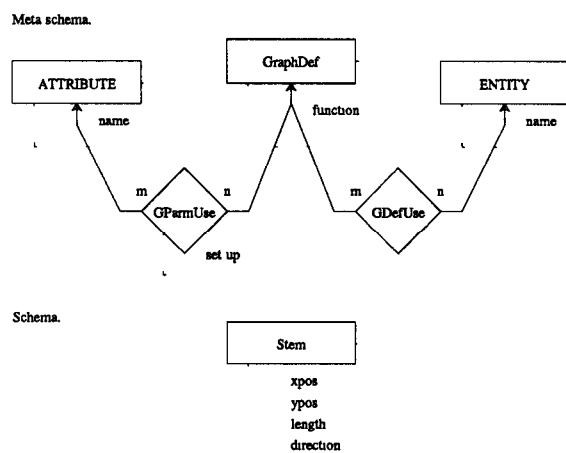 Meta schema.
GraphDef
ATTRIBUTE
ENTITY
function
name
name
m
n
m
n
GParmUse
GDefUse
set up
Schema.
Stem
xpos
ypos
length
direction